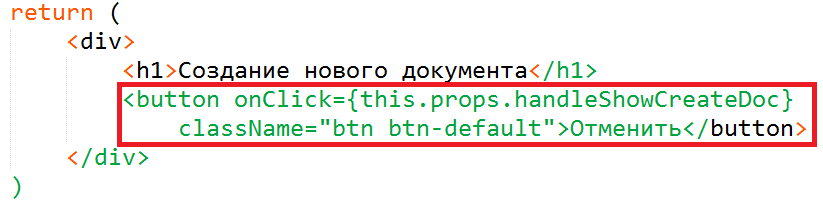 return (
<div>
<h1>Создание нового документа</h1>
<button onClick={this.props.handleShowCreateDoc}
className="btn btn-default">Отменить</button>
</div>
)